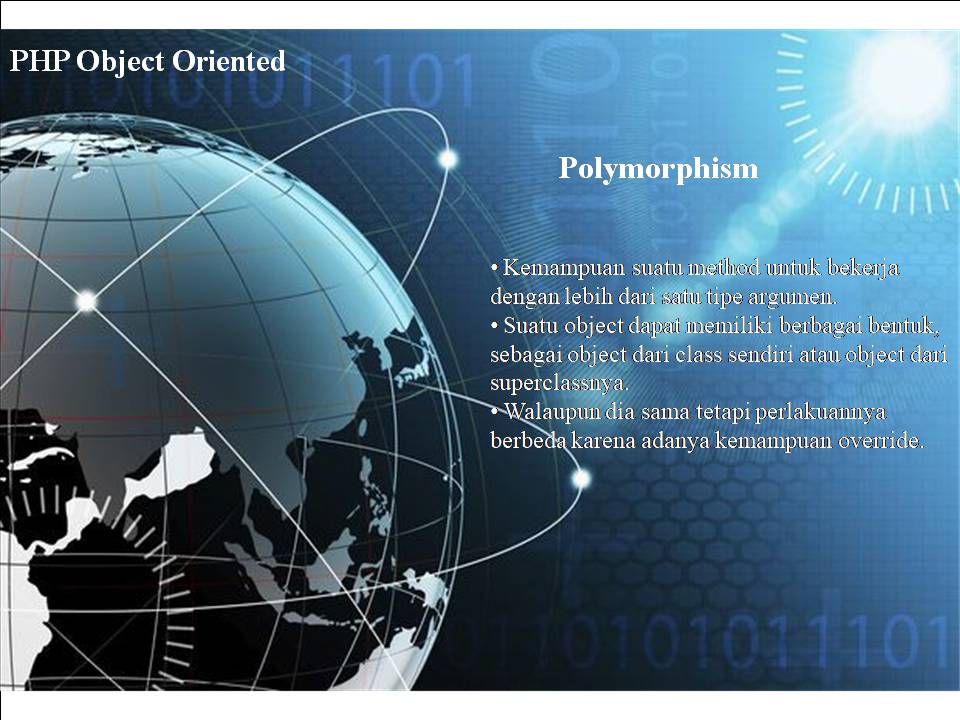 PHP Object Oriented
Polymorphism
• Kemampuan suatu method untuk bekerja
dengan lebih dari satu tipe argumen.
• Suatu object dapat memiliki berbagai bentuk,
sebagai object dari class sendiri atau object dari
superclassnya.
• Walaupun dia sama tetapi perlakuannya
berbeda karena adanya kemampuan override.